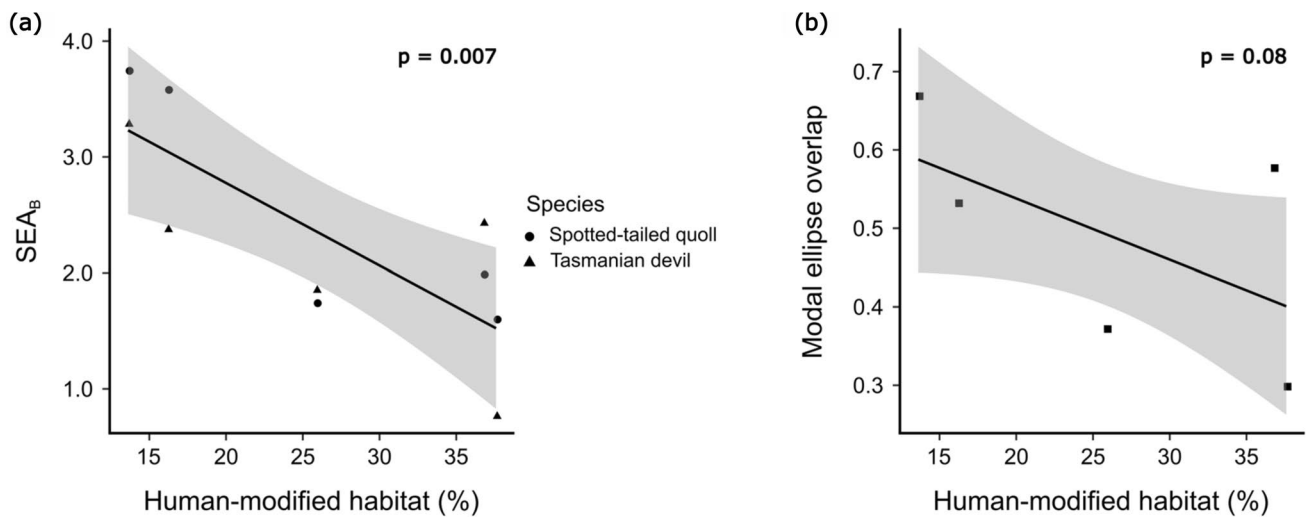 (a)
4.0
3.0
2.0
1.0
SEA_B
p = 0.007
15 20 25 30 35
Human-modified habitat (%)
Species
Spotted-tailed quoll
Tasmanian devil
(b)
0.7
0.6
0.5
0.4
0.3
Modal ellipse overlap
p = 0.08
15 20 25 30 35
Human-modified habitat (%)